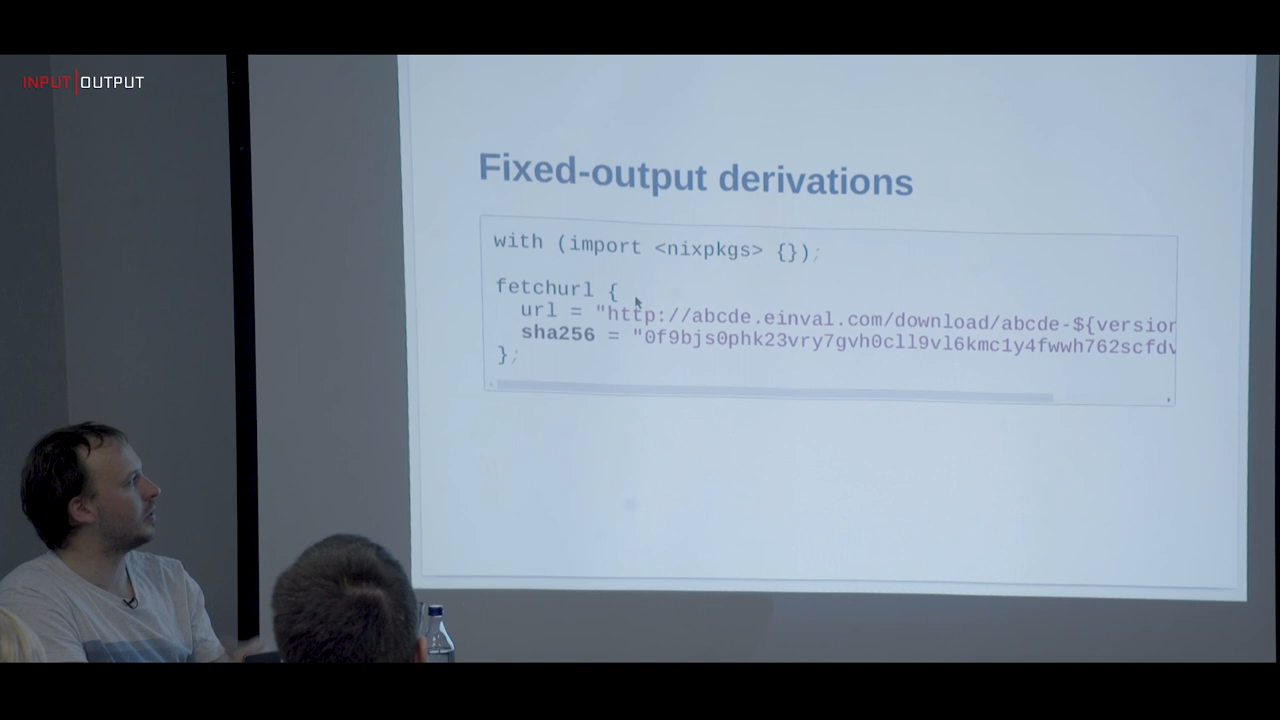 INPUT|OUTPUT
Fixed-output derivations
with (import <nixpkgs> {});
fetchurl {
url = "http://abcde.einval.com/download/abcde-${version
sha256 = "0f9bjs0phk23vry7gvh0cll9vl6kmc1y4fwwh762scfdv
};